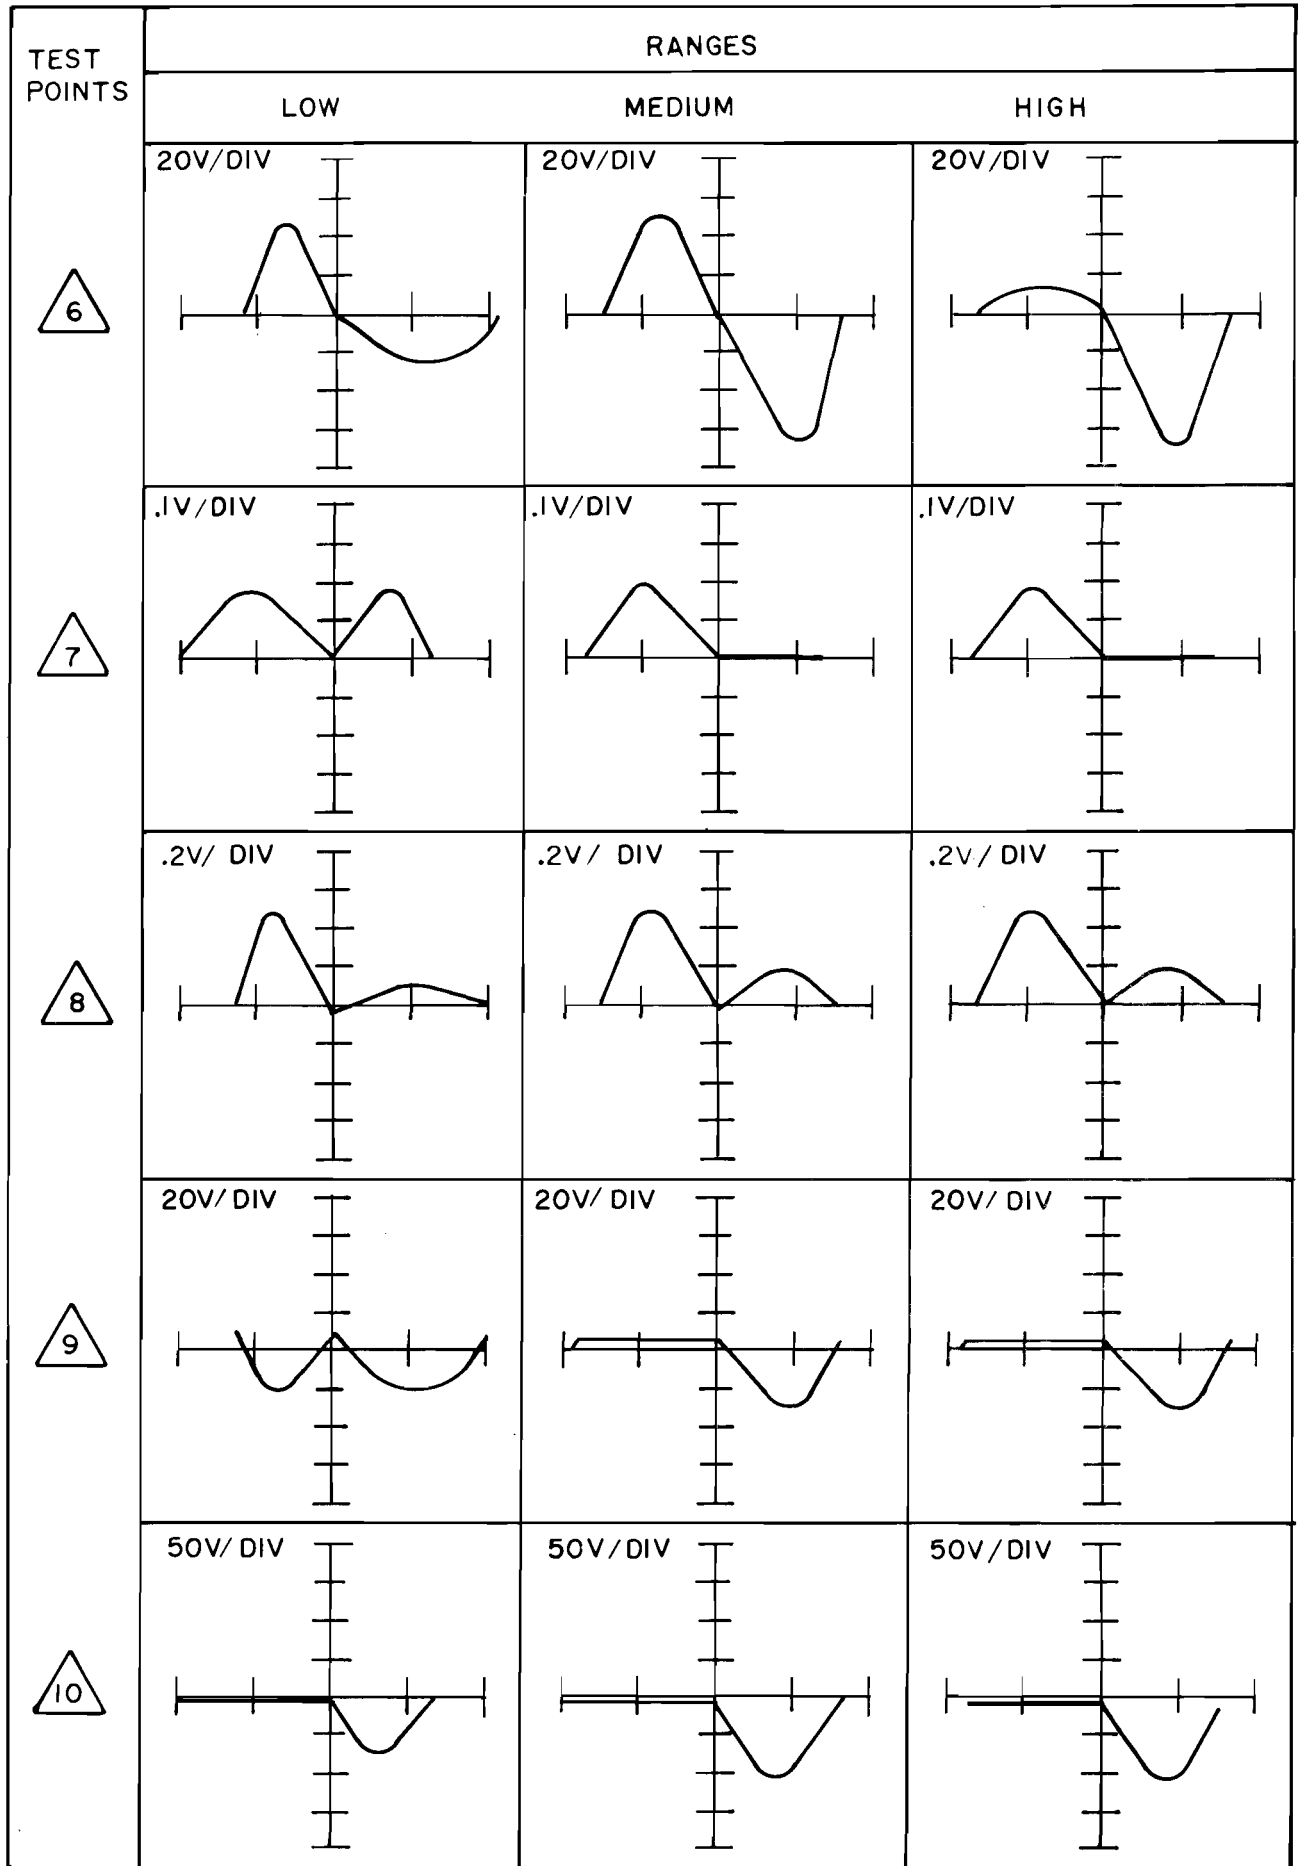 TEST
POINTS
RANGES
LOW
MEDIUM
HIGH
6
20V/DIV
20V/DIV
20V/DIV
7
.1V/DIV
.1V/DIV
.1V/DIV
8
.2V/ DIV
.2V/ DIV
.2V/ DIV
9
20V/ DIV
20V/ DIV
20V/ DIV
10
50V/ DIV
50V/DIV
50V/DIV